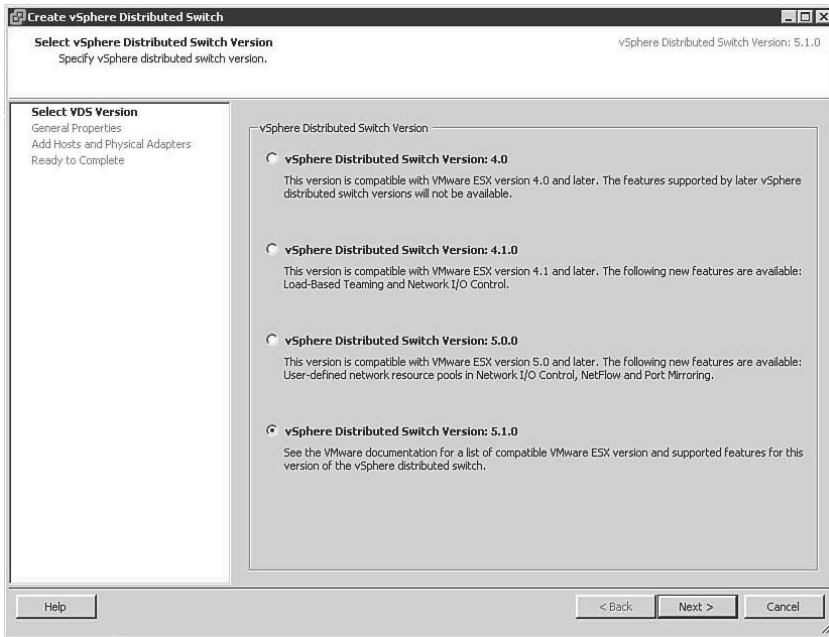 Create vSphere Distributed Switch
Select vSphere Distributed Switch Version
Specify vSphere distributed switch version.
vSphere Distributed Switch Version: 5.1.0
Select VDS Version
General Properties
Add Hosts and Physical Adapters
Ready to Complete
vSphere Distributed Switch Version
vSphere Distributed Switch Version: 4.0
This version is compatible with VMware ESX version 4.0 and later. The features supported by later vSphere
distributed switch versions will not be available.
vSphere Distributed Switch Version: 4.1.0
This version is compatible with VMware ESX version 4.1 and later. The following new features are available:
Load-Based Teaming and Network I/O Control.
vSphere Distributed Switch Version: 5.0.0
This version is compatible with VMware ESX version 5.0 and later. The following new features are available:
User-defined network resource pools in Network I/O Control, NetFlow and Port Mirroring.
vSphere Distributed Switch Version: 5.1.0
See the VMware documentation for a list of compatible VMware ESX version and supported features for this
version of the vSphere distributed switch.
Help
< Back
Next >
Cancel